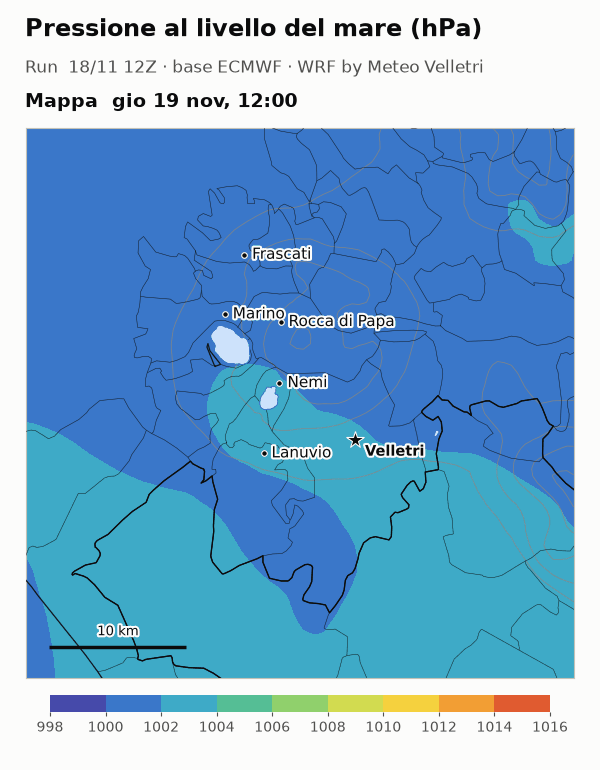 Pressione al livello del mare (hPa)
Run  18/11 12Z · base ECMWF · WRF by Meteo Velletri
Mappa  gio 19 nov, 12:00
Frascati
Marino
Rocca di Papa
Nemi
Velletri
Lanuvio
10 km
998 1000 1002 1004 1006 1008 1010 1012 1014 1016